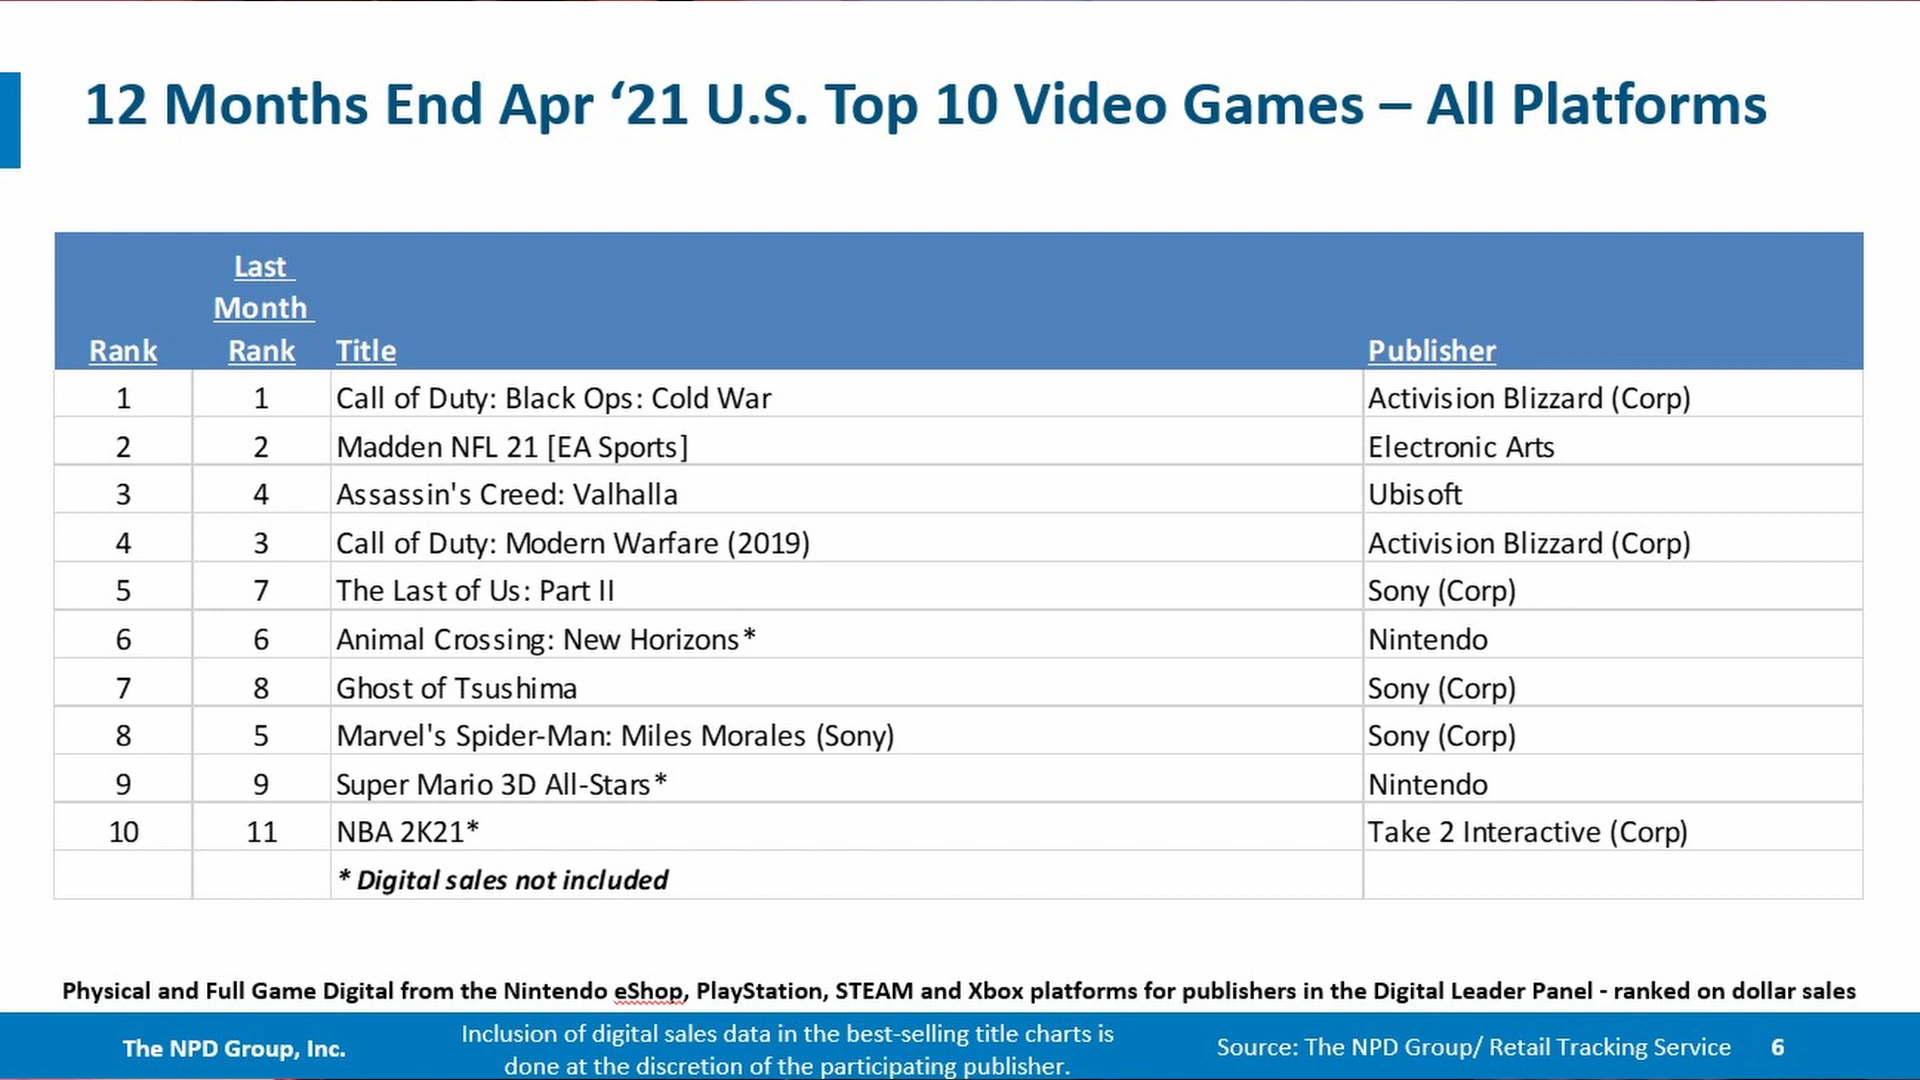 12 Months End Apr ‘21 U.S. Top 10 Video Games – All Platforms
Rank Last Month Rank Title Publisher
1 1 Call of Duty: Black Ops: Cold War Activision Blizzard (Corp)
2 2 Madden NFL 21 [EA Sports] Electronic Arts
3 4 Assassin's Creed: Valhalla Ubisoft
4 3 Call of Duty: Modern Warfare (2019) Activision Blizzard (Corp)
5 7 The Last of Us: Part II Sony (Corp)
6 6 Animal Crossing: New Horizons* Nintendo
7 8 Ghost of Tsushima Sony (Corp)
8 5 Marvel's Spider-Man: Miles Morales (Sony) Sony (Corp)
9 9 Super Mario 3D All-Stars* Nintendo
10 11 NBA 2K21* Take 2 Interactive (Corp)
* Digital sales not included
Physical and Full Game Digital from the Nintendo eShop, PlayStation, STEAM and Xbox platforms for publishers in the Digital Leader Panel - ranked on dollar sales
The NPD Group, Inc.
Inclusion of digital sales data in the best-selling title charts is
done at the discretion of the participating publisher.
Source: The NPD Group/ Retail Tracking Service 6